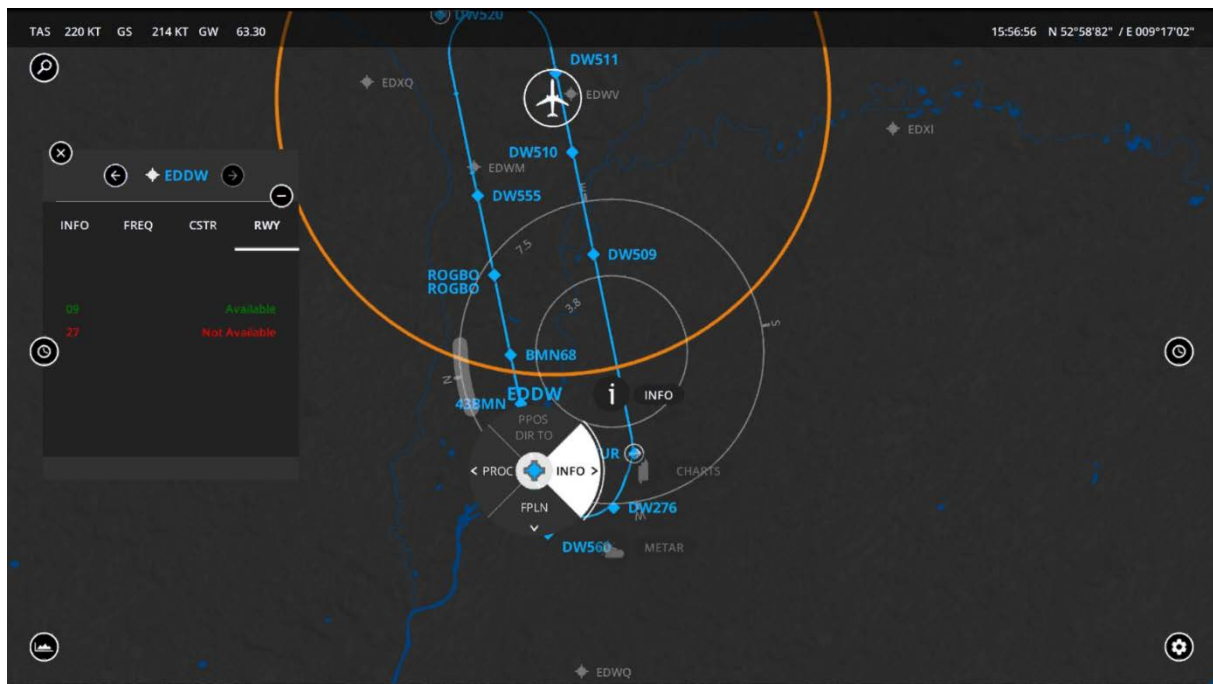 TAS 220 KT GS 214 KT GW 63.30
15:56:56 N 52°58'82" / E 009°17'02"
DW520
DW511
EDXQ
EDWV
EDXI
DW510
EDWM
DW555
EDDW
INFO FREQ CSTR RWY
09 Available
27 Not Available
7.5
E
DW509
ROGBO
ROGBO
3.8
S
BMN68
N
EDDW
43BMN
i INFO
PPOS
DIR TO
UR
< PROC INFO >
CHARTS
FPLN
DW276
W
DW560
METAR
EDWQ